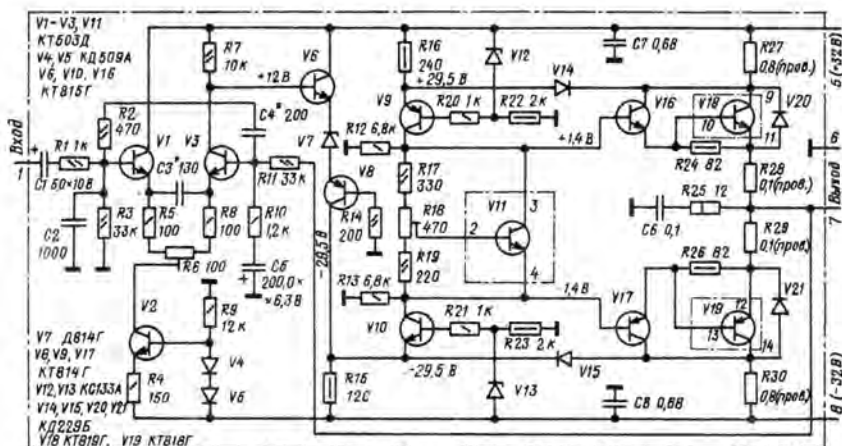 V1-V3, V11
КТ503Д
V4, V5 КД509А
V6, V10, V16
КТ815Г
R7
10к
V6
R16
240
V12
C7 0,68
R27
0,8(пров.)
5(+32В)
+12В
+29,5 В
V14
R2
470
C4* 200
V9
R20 1к
R22 2к
V16
V18
9
10
11
V20
Вход
1
R1 1к
V1
V3
C3* 130
V7
R12 6,8к
+1,4 В
6
C1 50×10В
R11 33к
V8
R17
330
R24 82
R28
0,1(пров.)
Выход
7
C2
1000
R3
33к
R5
100
R8
100
R10
1,2к
R14
200
R18
470
V11
3
2
4
C6 0,1
R25 12
R29
0,1(пров.)
R6 100
C5
200,0×
×6,3В
-29,5В
R19
220
R26 82
R13 6,8к
-1,4В
V2
R9
12к
V10
R21 1к
R23 2к
V17
V19
12
13
14
V21
V7 Д814Г
V8, V9, V17
КТ814Г
V12, V13 КС133А
V14, V15, V20, V21
КД229Б
V18 КТ819Г, V19 КТ818Г
R4
150
V4
V5
R15
120
-29,5 В
V13
V15
C8 0,68
R30
0,8(пров.)
8(-32В)